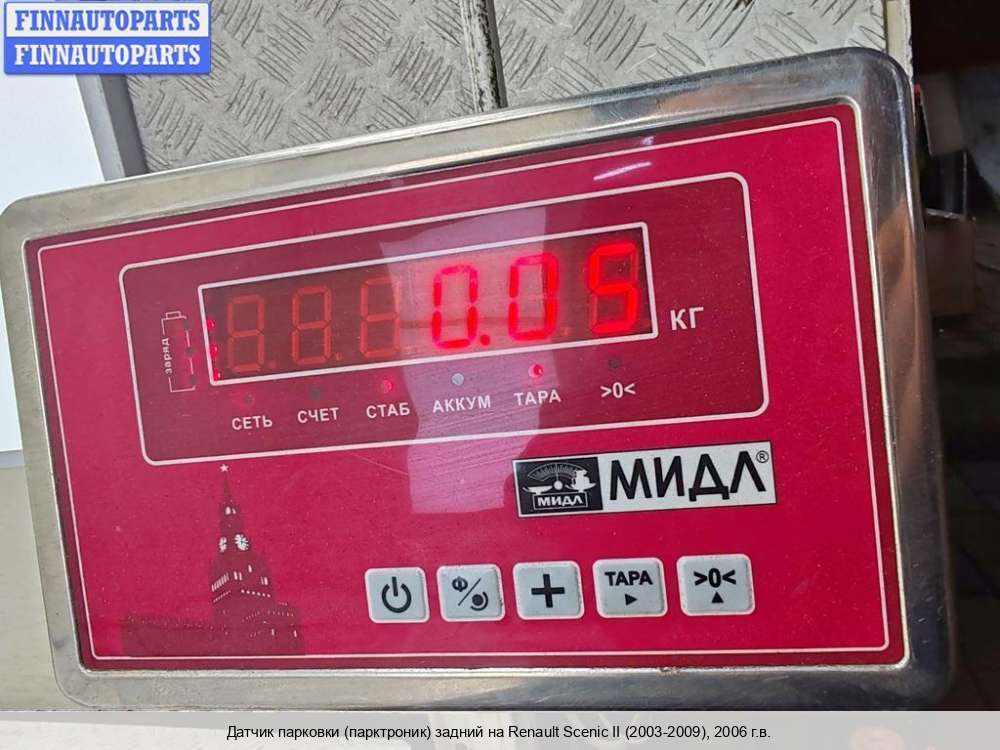 FINNAUTOPARTS
FINNAUTOPARTS
заряд
0.05
КГ
СЕТЬ СЧЕТ СТАБ АККУМ ТАРА >0<
МИДЛ МИДЛ®
Ф/ + ТАРА >0<
Датчик парковки (парктроник) задний на Renault Scenic II (2003-2009), 2006 г.в.